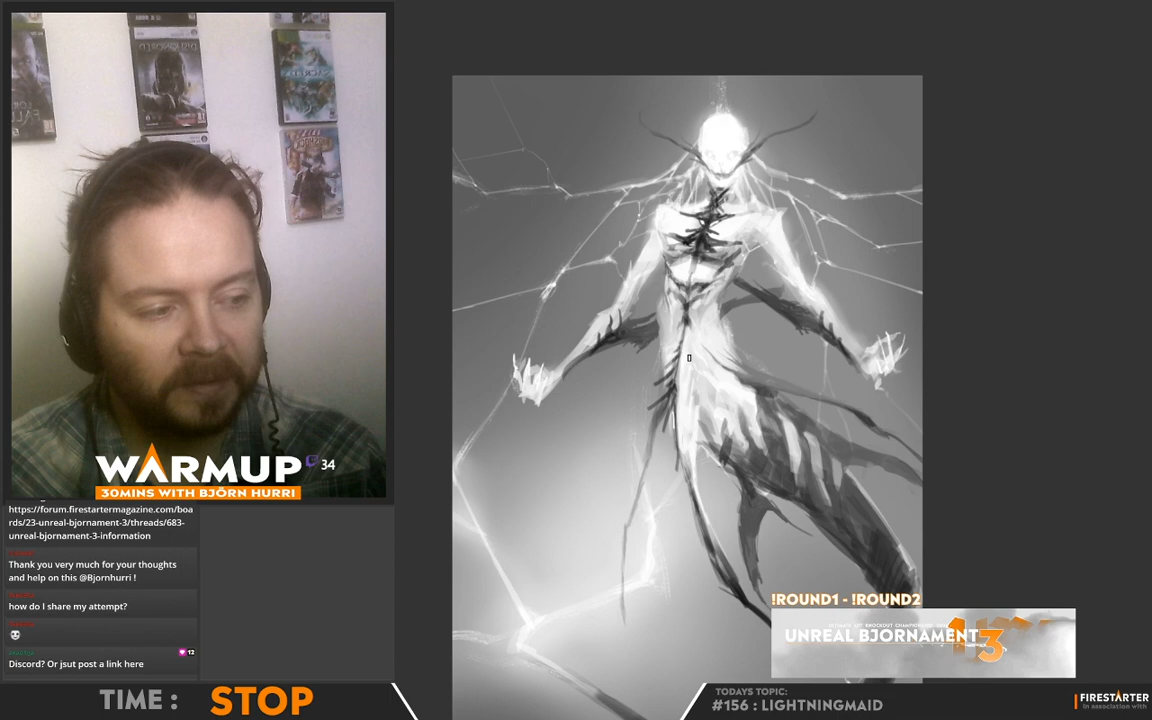 WARMUP 34
30MINS WITH BJÖRN HURRI
https://forum.firestartermagazine.com/boa
rds/23-unreal-bjornament-3/threads/683-
unreal-bjornament-3-information
Thank you very much for your thoughts
and help on this @Bjornhurri !
how do I share my attempt?
12
Discord? Or jsut post a link here
!ROUND1 - !ROUND2
UNREAL BJORNAMENT 3
TIME : STOP
TODAYS TOPIC:
#156 : LIGHTNINGMAID
FIRESTARTER
In association with